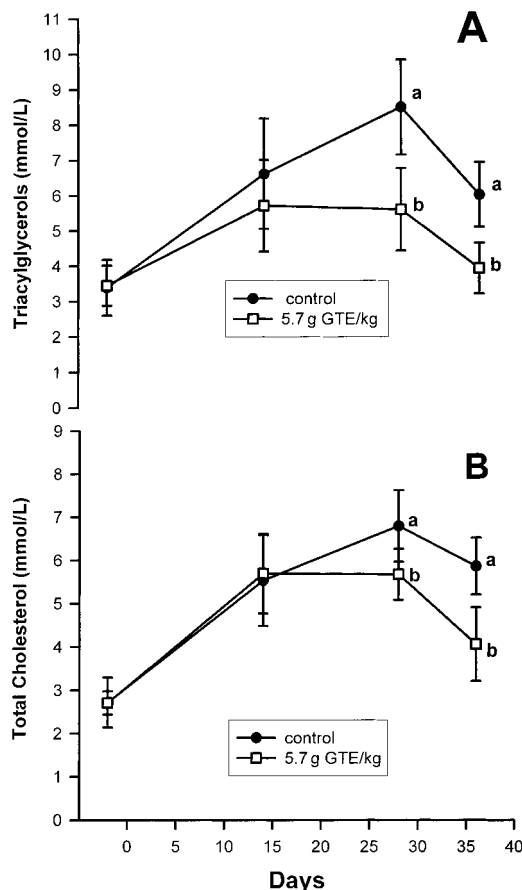 A
Triacylglycerols (mmol/L)
11
10
9
8
7
6
5
4
3
2
1
0
a
a
b
b
control
5.7 g GTE/kg
B
Total Cholesterol (mmol/L)
9
8
7
6
5
4
3
2
1
0
a
a
b
b
control
5.7 g GTE/kg
0 5 10 15 20 25 30 35 40
Days